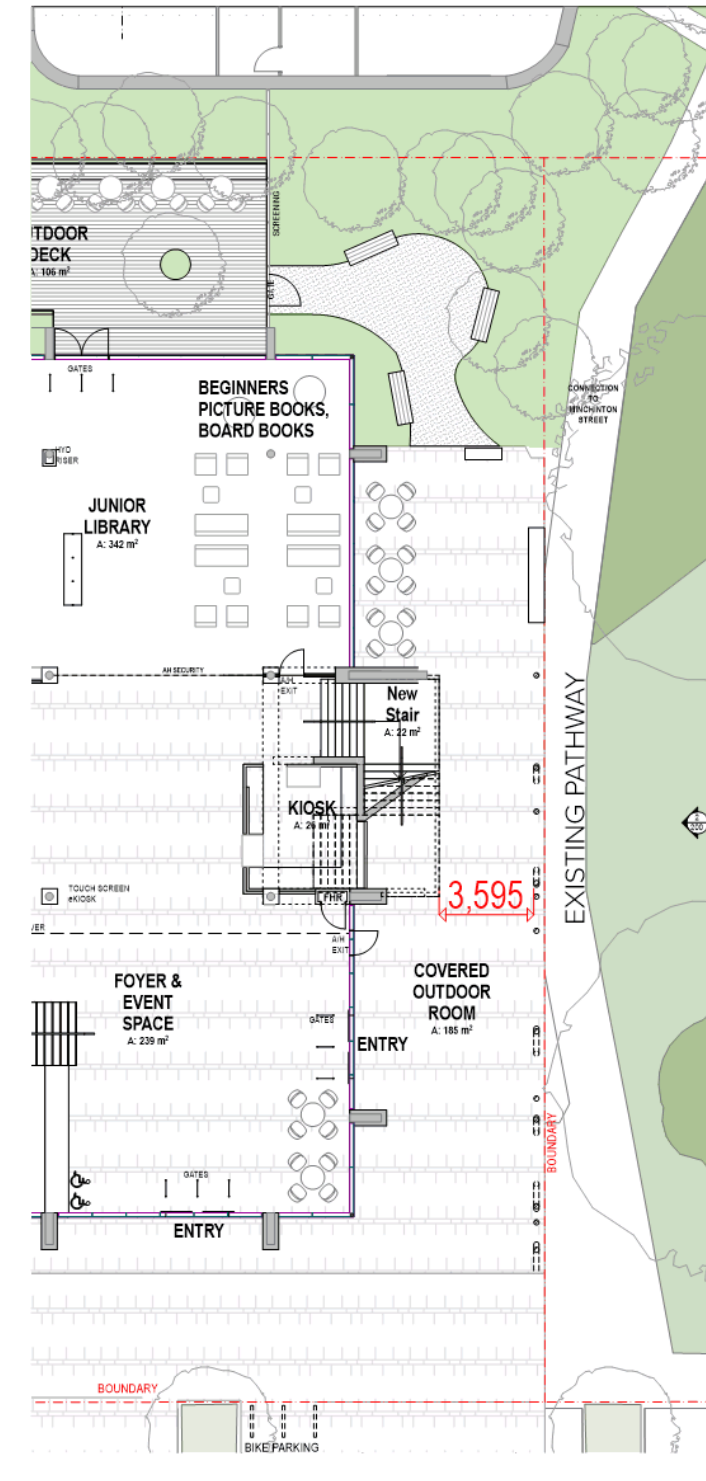 SCREENING
TDOOR
DECK
A: 106 m²
GATE
GATES
BEGINNERS
PICTURE BOOKS,
BOARD BOOKS
CONNECTION
TO
MINCHINTON
STREET
HYD
RISER
JUNIOR
LIBRARY
A: 342 m²
AH SECURITY
A/H
EXIT
New
Stair
A: 22 m²
EXISTING PATHWAY
KIOSK
A: 26 m²
200
TOUCH SCREEN
eKIOSK
FHR
3,595
VER
A/H
EXIT
FOYER &
EVENT
SPACE
A: 239 m²
COVERED
OUTDOOR
ROOM
A: 185 m²
GATES
ENTRY
BOUNDARY
GATES
ENTRY
BOUNDARY
BIKE PARKING